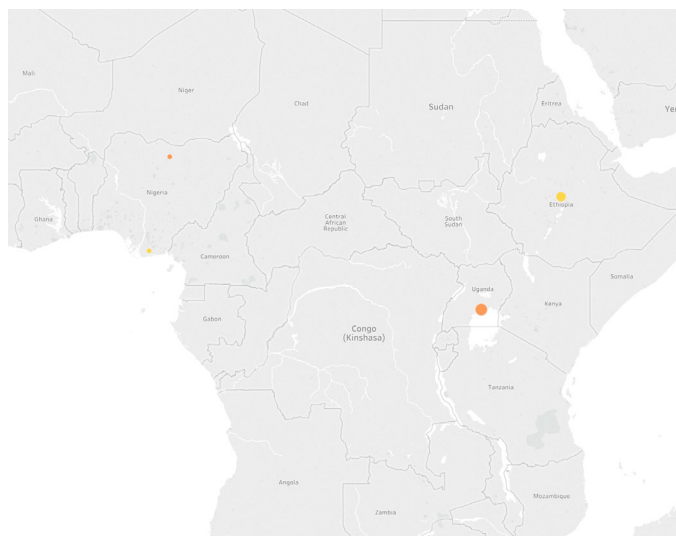 Mali
Niger
Chad
Sudan
Eritrea
Ye
Nigeria
Ghana
Ethiopia
Central
African
Republic
South
Sudan
Cameroon
Somalia
Uganda
Kenya
Gabon
Congo
(Kinshasa)
Tanzania
Angola
Mozambique
Zambia